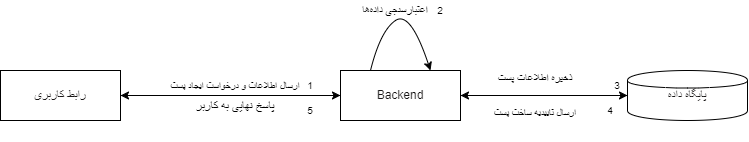 2 اعتبارسنجی داده‌ها
رابط کاربری
1 ارسال اطلاعات و درخواست ایجاد پست
پاسخ نهایی به کاربر
5
Backend
ذخیره اطلاعات پست
3
ارسال تاییدیه ساخت پست
4
پایگاه داده